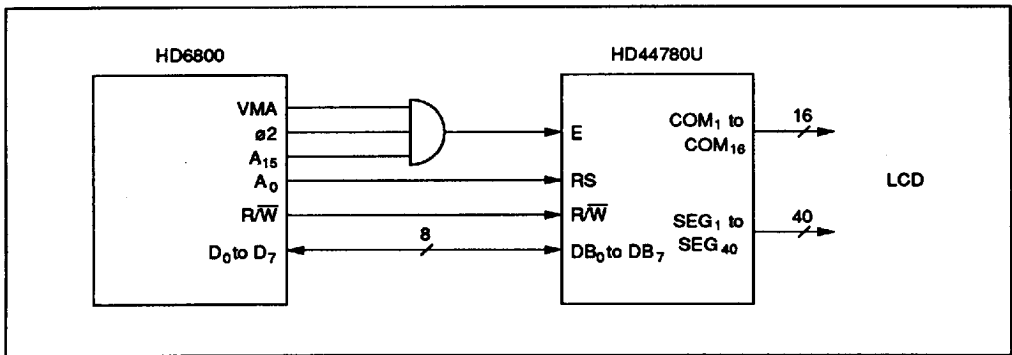 HD6800
VMA
ø2
A15
A0
R/W̅
D0 to D7
8
HD44780U
E
RS
R/W̅
DB0 to DB7
COM1 to
COM16
SEG1 to
SEG40
16
40
LCD